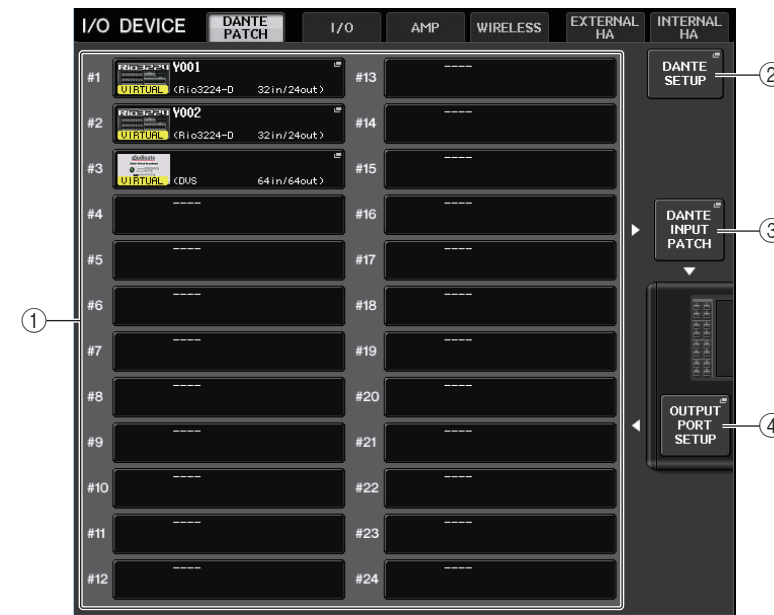 I/O DEVICE
DANTE PATCH
I/O
AMP
WIRELESS
EXTERNAL HA
INTERNAL HA
#1
Rio3224
Y001
VIRTUAL
(Rio3224-D 32in/24out)
#2
Rio3224
Y002
VIRTUAL
(Rio3224-D 32in/24out)
#3
VIRTUAL
(DVS 64in/64out)
#4 ----
#5 ----
#6 ----
#7 ----
#8 ----
#9 ----
#10 ----
#11 ----
#12 ----
#13 ----
#14 ----
#15 ----
#16 ----
#17 ----
#18 ----
#19 ----
#20 ----
#21 ----
#22 ----
#23 ----
#24 ----
DANTE SETUP
DANTE INPUT PATCH
OUTPUT PORT SETUP
①
②
③
④